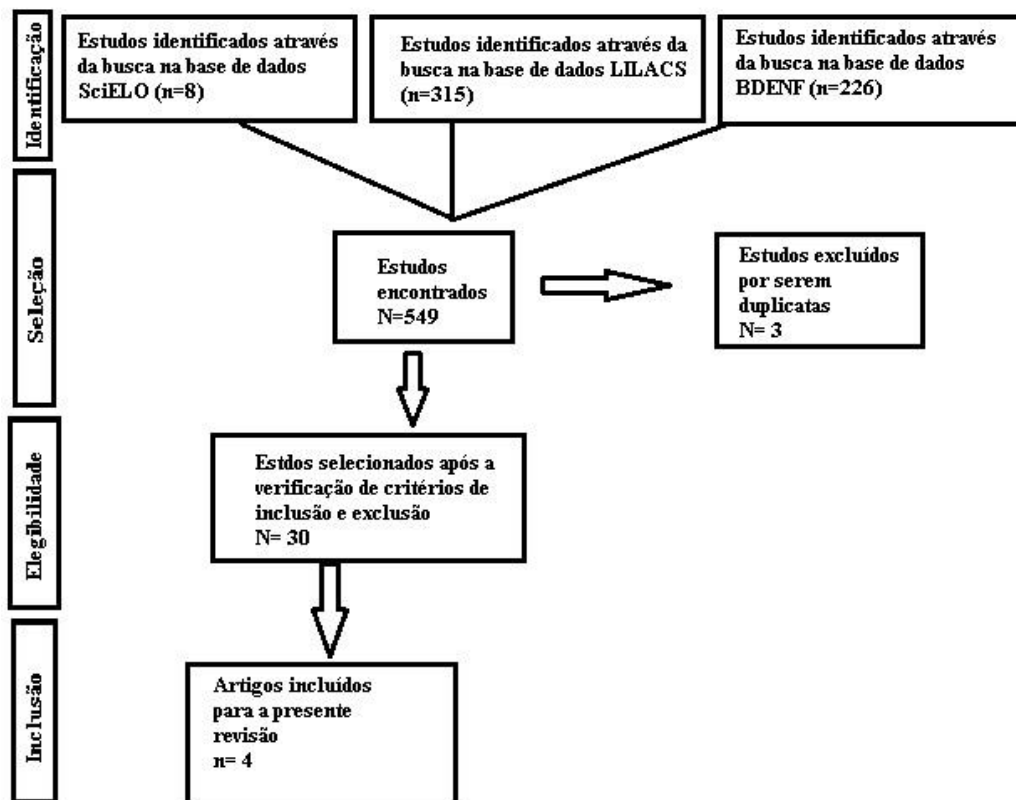 Identificação
Estudos identificados através
da busca na base de dados
SciELO (n=8)
Estudos identificados através da
busca na base de dados LILACS
(n=315)
Estudos identificados através
da busca na base de dados
BDENF (n=226)
Seleção
Estudos
encontrados
N=549
Estudos excluídos
por serem
duplicatas
N= 3
Elegibilidade
Estdos selecionados após a
verificação de critérios de
inclusão e exclusão
N= 30
Inclusão
Artigos incluídos
para a presente
revisão
n= 4